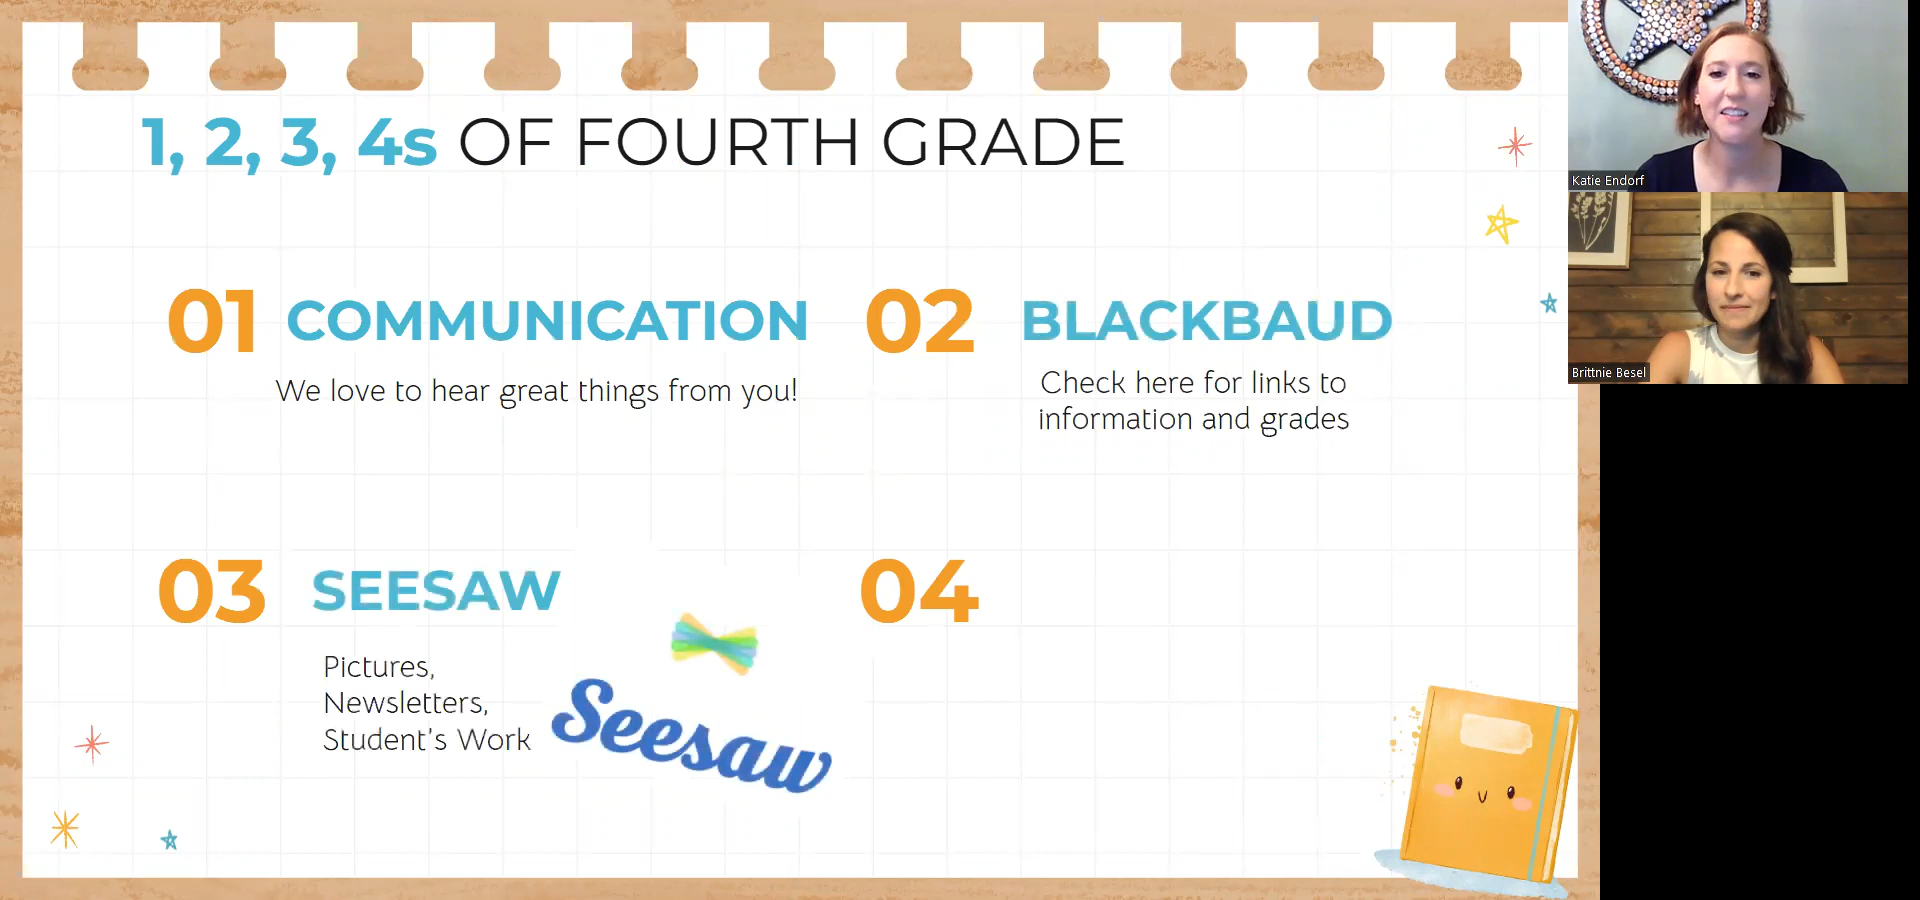 1, 2, 3, 4s OF FOURTH GRADE
01 COMMUNICATION
We love to hear great things from you!
02 BLACKBAUD
Check here for links to
information and grades
03 SEESAW
Pictures,
Newsletters,
Student's Work
Seesaw
04
Katie Endorf
Brittnie Besel